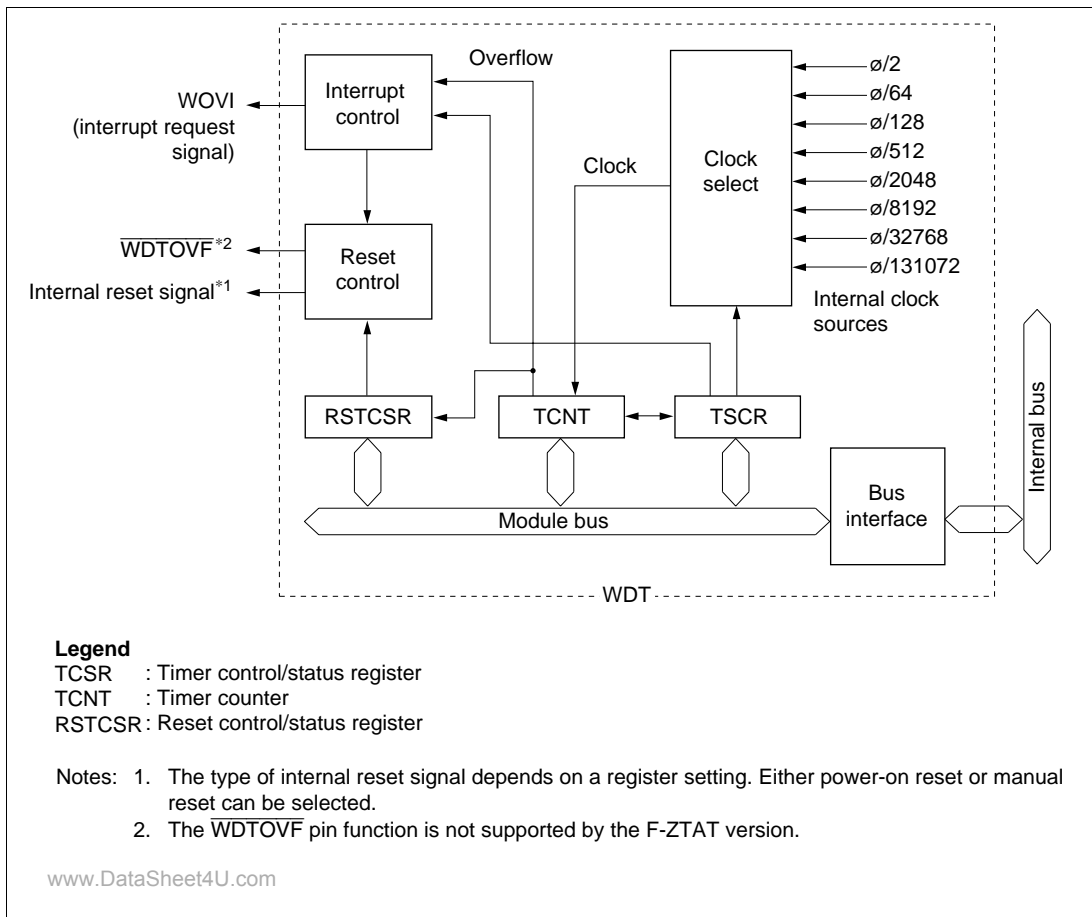 Overflow
Interrupt
control
WOVI
(interrupt request
signal)
Clock
Clock
select
ø/2
ø/64
ø/128
ø/512
ø/2048
ø/8192
ø/32768
ø/131072
Internal clock
sources
WDTOVF*2
Internal reset signal*1
Reset
control
RSTCSR
TCNT
TSCR
Module bus
Bus
interface
Internal bus
WDT
Legend
TCSR : Timer control/status register
TCNT : Timer counter
RSTCSR : Reset control/status register
Notes: 1. The type of internal reset signal depends on a register setting. Either power-on reset or manual
reset can be selected.
2. The WDTOVF pin function is not supported by the F-ZTAT version.
www.DataSheet4U.com